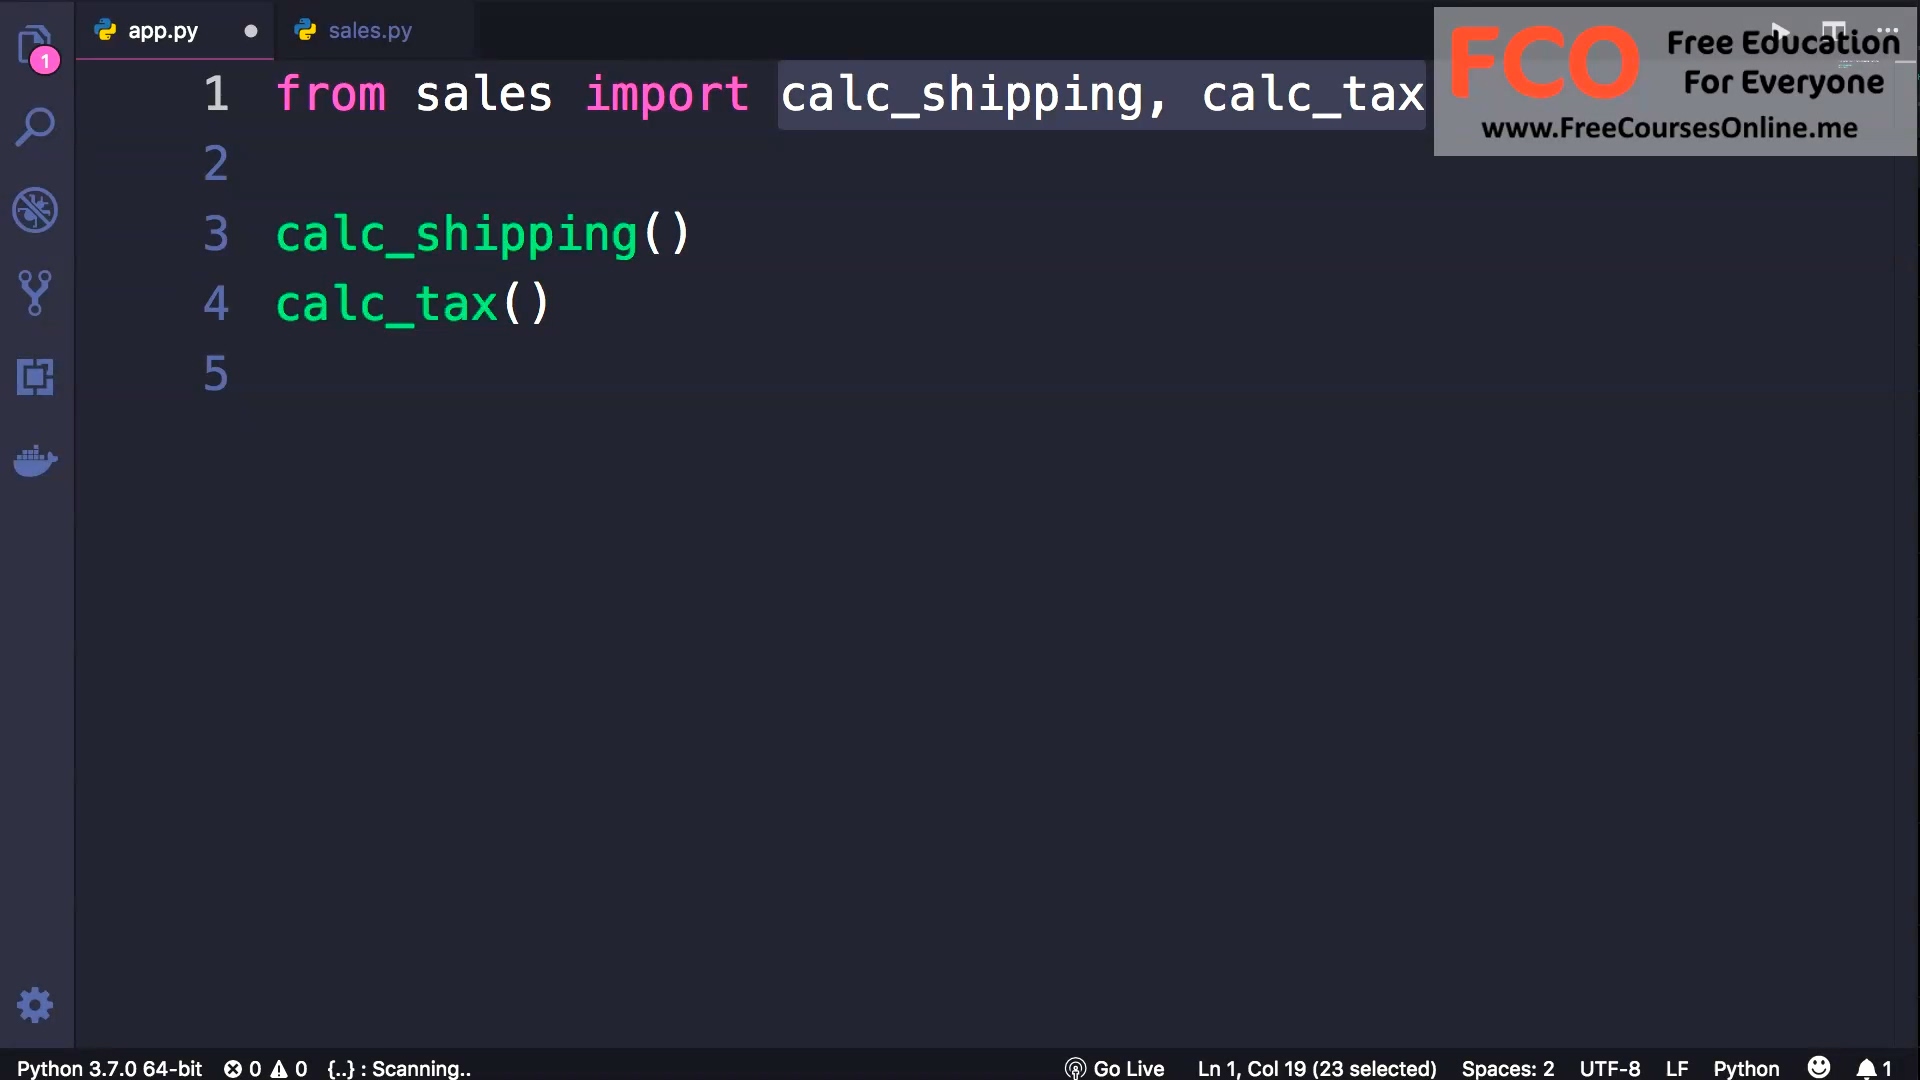 app.py
sales.py
FCO
Free Education
For Everyone
www.FreeCoursesOnline.me
1
1 from sales import calc_shipping, calc_tax
2
3 calc_shipping()
4 calc_tax()
5
Python 3.7.0 64-bit 0 0 {..} : Scanning.. Go Live Ln 1, Col 19 (23 selected) Spaces: 2 UTF-8 LF Python 1